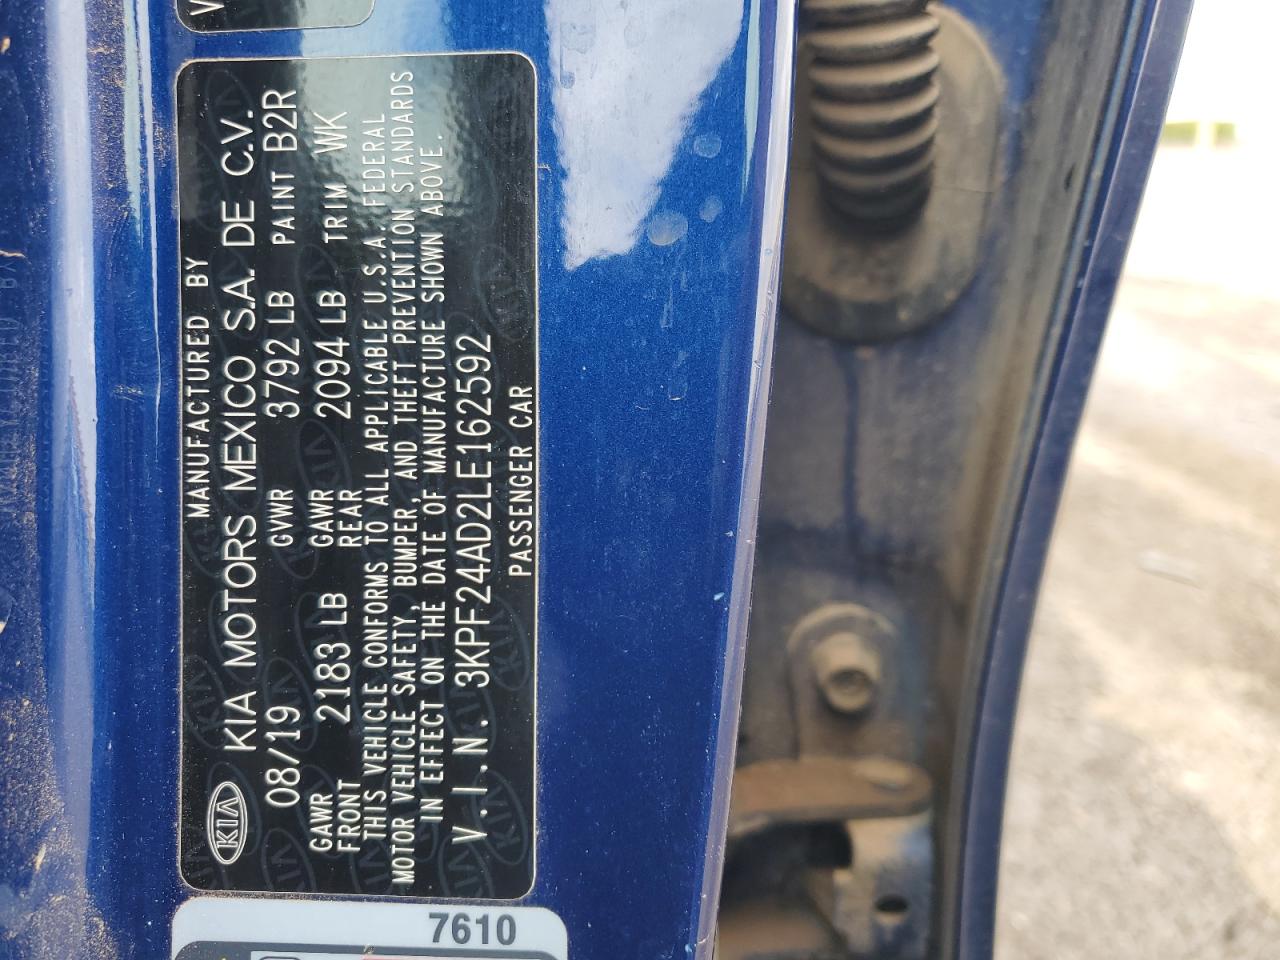 MANUFACTURED BY
KIA KIA MOTORS MEXICO S.A. DE C.V.
08/19 GVWR 3792 LB PAINT B2R
GAWR FRONT 2183 LB GAWR REAR 2094 LB TRIM WK
THIS VEHICLE CONFORMS TO ALL APPLICABLE U.S.A. FEDERAL
MOTOR VEHICLE SAFETY, BUMPER, AND THEFT PREVENTION STANDARDS
IN EFFECT ON THE DATE OF MANUFACTURE SHOWN ABOVE.
V.I.N. 3KPF24AD2LE162592
PASSENGER CAR
7610